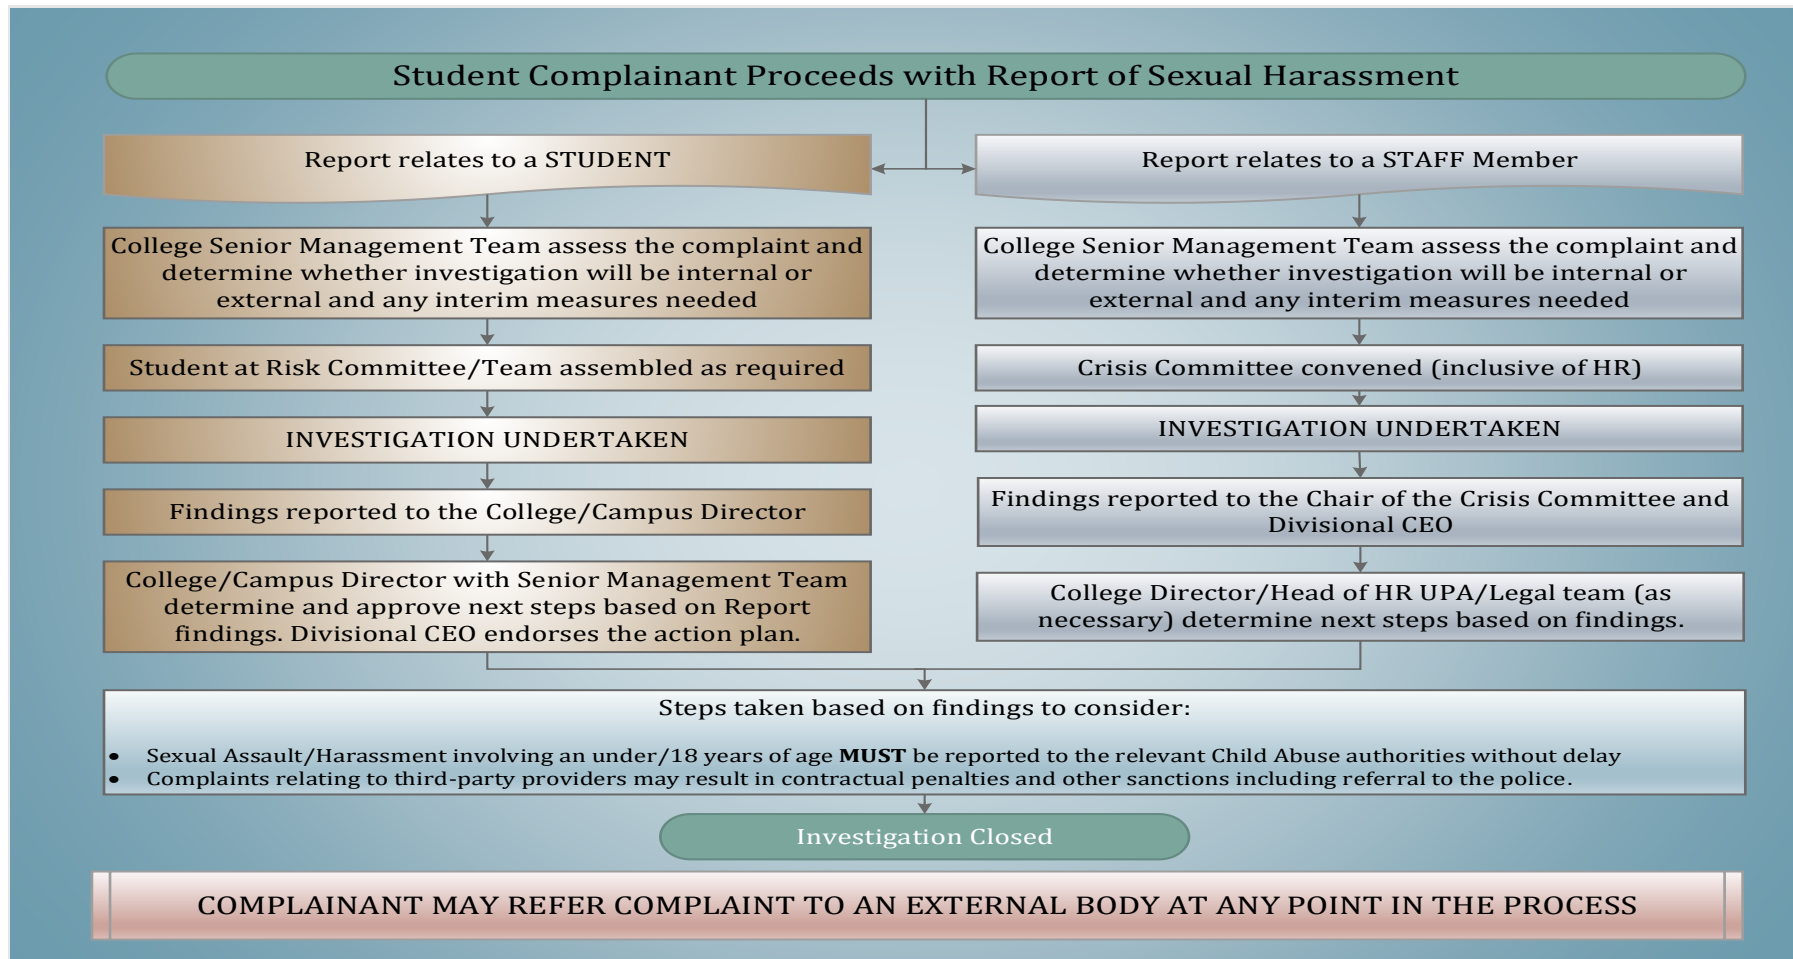 Student Complainant Proceeds with Report of Sexual Harassment
Report relates to a STUDENT
College Senior Management Team assess the complaint and
determine whether investigation will be internal or
external and any interim measures needed
Student at Risk Committee/Team assembled as required
INVESTIGATION UNDERTAKEN
Findings reported to the College/Campus Director
College/Campus Director with Senior Management Team
determine and approve next steps based on Report
findings. Divisional CEO endorses the action plan.
Report relates to a STAFF Member
College Senior Management Team assess the complaint and
determine whether investigation will be internal or
external and any interim measures needed
Crisis Committee convened (inclusive of HR)
INVESTIGATION UNDERTAKEN
Findings reported to the Chair of the Crisis Committee and
Divisional CEO
College Director/Head of HR UPA/Legal team (as
necessary) determine next steps based on findings.
Steps taken based on findings to consider:
• Sexual Assault/Harassment involving an under/18 years of age MUST be reported to the relevant Child Abuse authorities without delay
• Complaints relating to third-party providers may result in contractual penalties and other sanctions including referral to the police.
Investigation Closed
COMPLAINANT MAY REFER COMPLAINT TO AN EXTERNAL BODY AT ANY POINT IN THE PROCESS